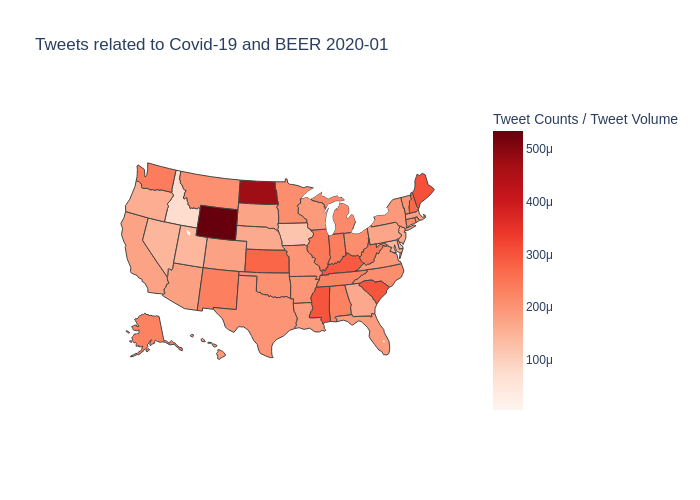 Tweets related to Covid-19 and BEER 2020-01
Tweet Counts / Tweet Volume
500μ
400μ
300μ
200μ
100μ